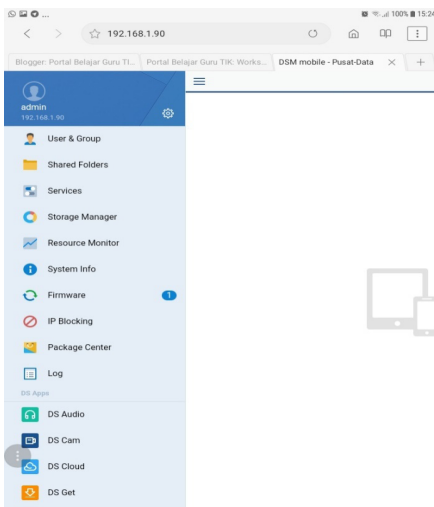 ... 100% 15:24
192.168.1.90
Blogger: Portal Belajar Guru TI... Portal Belajar Guru TIK: Works... DSM mobile - Pusat-Data
admin
192.168.1.90
User & Group
Shared Folders
Services
Storage Manager
Resource Monitor
System Info
Firmware 1
IP Blocking
Package Center
Log
DS Apps
DS Audio
DS Cam
DS Cloud
DS Get